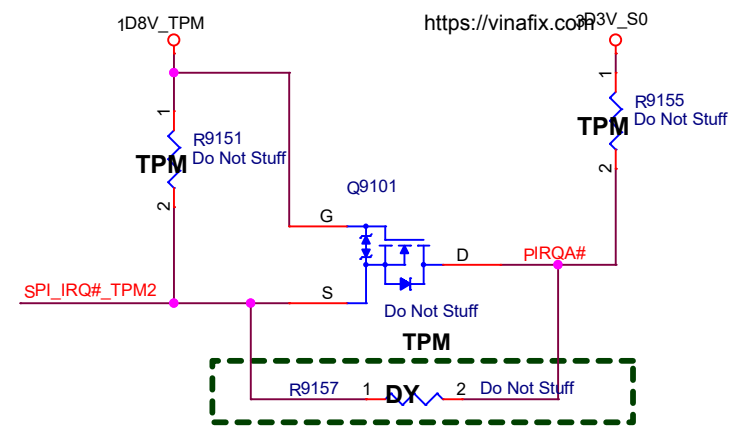 1D8V_TPM
https://vinafix.com
3D3V_S0
1
1
R9151
Do Not Stuff
TPM
R9155
Do Not Stuff
TPM
2
2
Q9101
G
D
PIRQA#
SPI_IRQ#_TPM2
S
Do Not Stuff
TPM
R9157
1
DY
2
Do Not Stuff